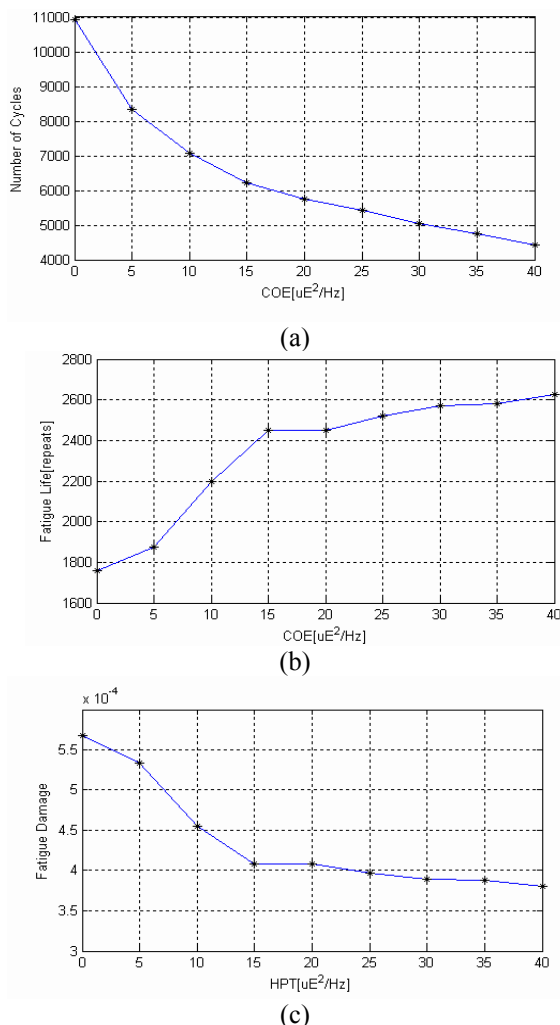 11000
10000
9000
8000
7000
6000
5000
4000
Number of Cycles
0 5 10 15 20 25 30 35 40
COE[uE²/Hz]
(a)
2800
2600
2400
2200
2000
1800
1600
Fatigue Life[repeats]
0 5 10 15 20 25 30 35 40
COE[uE²/Hz]
(b)
x 10⁻⁴
5.5
5
4.5
4
3.5
3
Fatigue Damage
0 5 10 15 20 25 30 35 40
HPT[uE²/Hz]
(c)